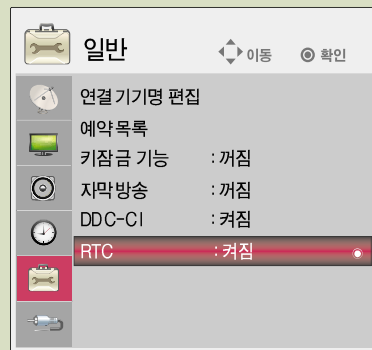 일반 이동 확인
연결 기기명 편집
예약 목록
키잠금 기능 : 꺼짐
자막방송 : 꺼짐
DDC-CI : 켜짐
RTC : 켜짐